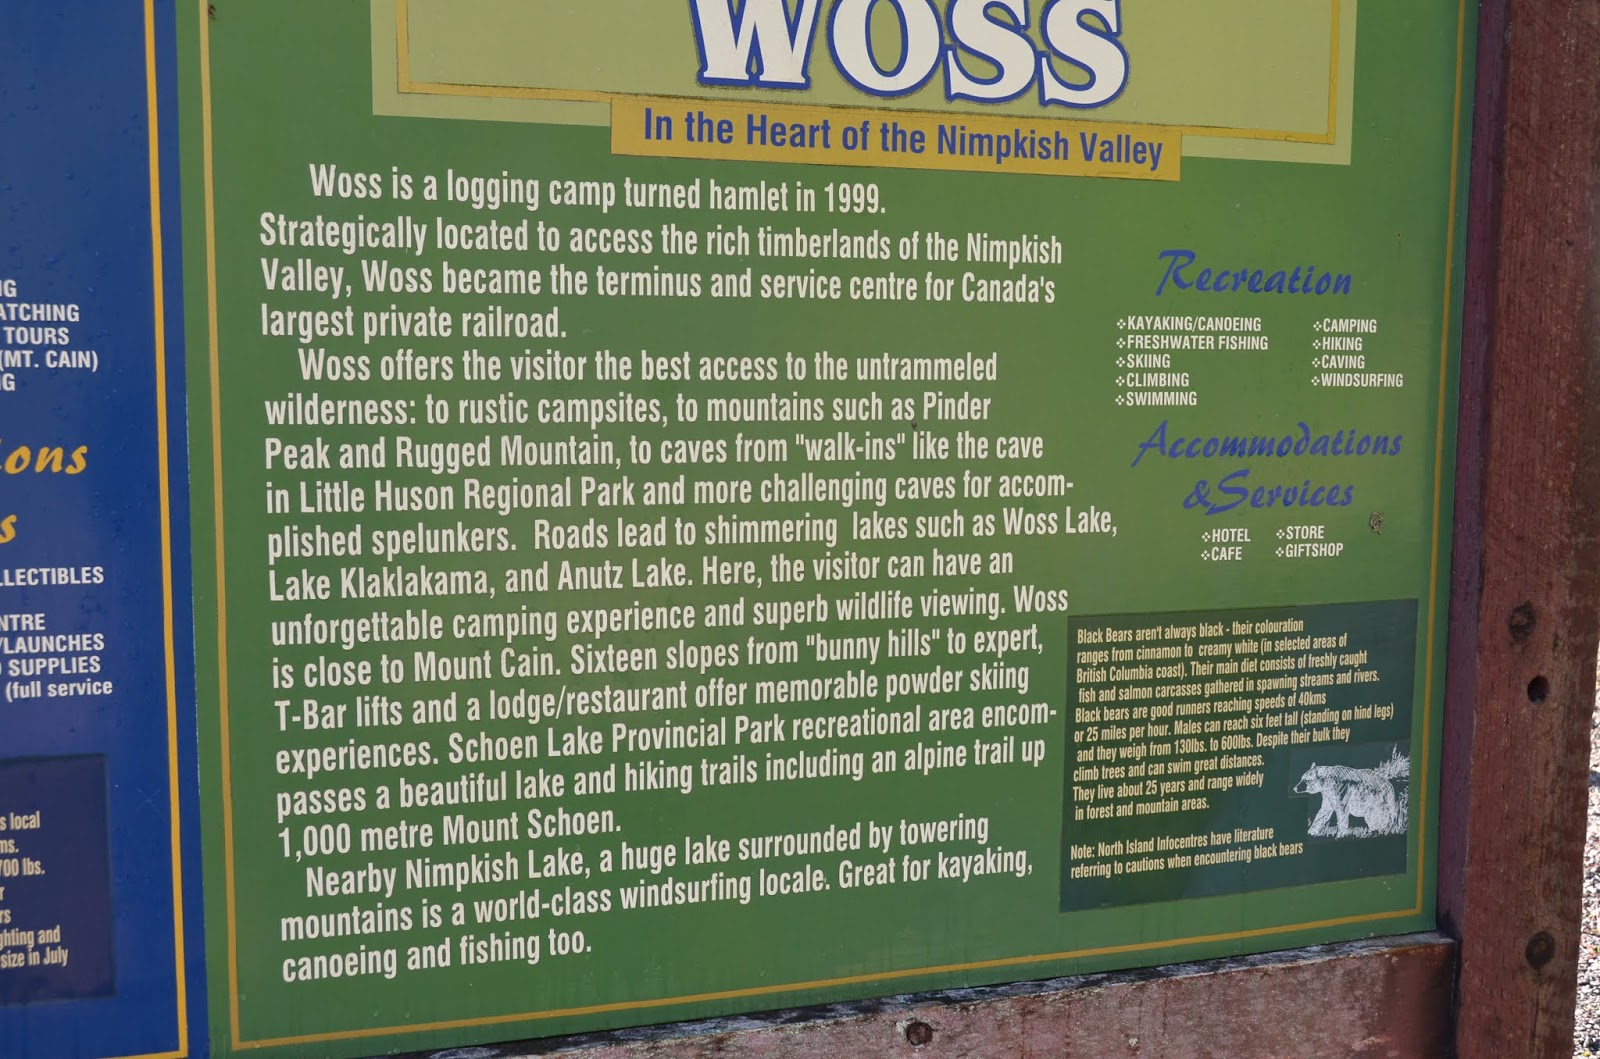 WOSS
In the Heart of the Nimpkish Valley
Woss is a logging camp turned hamlet in 1999.
Strategically located to access the rich timberlands of the Nimpkish
Valley, Woss became the terminus and service centre for Canada's
largest private railroad.
Woss offers the visitor the best access to the untrammeled
wilderness: to rustic campsites, to mountains such as Pinder
Peak and Rugged Mountain, to caves from "walk-ins" like the cave
in Little Huson Regional Park and more challenging caves for accom-
plished spelunkers. Roads lead to shimmering lakes such as Woss Lake,
Lake Klaklakama, and Anutz Lake. Here, the visitor can have an
unforgettable camping experience and superb wildlife viewing. Woss
is close to Mount Cain. Sixteen slopes from "bunny hills" to expert,
T-Bar lifts and a lodge/restaurant offer memorable powder skiing
experiences. Schoen Lake Provincial Park recreational area encom-
passes a beautiful lake and hiking trails including an alpine trail up
1,000 metre Mount Schoen.
Nearby Nimpkish Lake, a huge lake surrounded by towering
mountains is a world-class windsurfing locale. Great for kayaking,
canoeing and fishing too.
Recreation
❖KAYAKING/CANOEING
❖FRESHWATER FISHING
❖SKIING
❖CLIMBING
❖SWIMMING
❖CAMPING
❖HIKING
❖CAVING
❖WINDSURFING
Accommodations
&Services
❖HOTEL
❖CAFE
❖STORE
❖GIFTSHOP
Black Bears aren't always black - their colouration
ranges from cinnamon to creamy white (in selected areas of
British Columbia coast). Their main diet consists of freshly caught
fish and salmon carcasses gathered in spawning streams and rivers.
Black bears are good runners reaching speeds of 40kms
or 25 miles per hour. Males can reach six feet tall (standing on hind legs)
and they weigh from 130lbs. to 600lbs. Despite their bulk they
climb trees and can swim great distances.
They live about 25 years and range widely
in forest and mountain areas.
Note: North Island Infocentres have literature
referring to cautions when encountering black bears
TOURS
(MT. CAIN)
SUPPLIES
(full service
local
700 lbs.
and
size in July